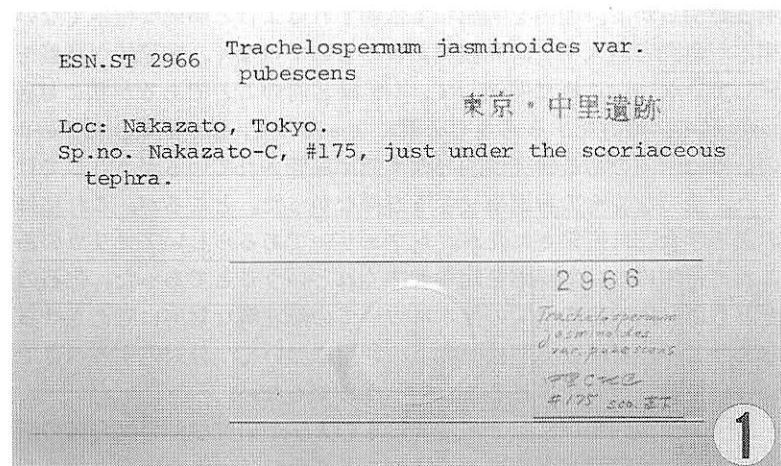 ESN.ST 2966 Trachelospermum jasminoides var.
pubescens
東京・中里遺跡
Loc: Nakazato, Tokyo.
Sp.no. Nakazato-C, #175, just under the scoriaceous
tephra.
2966
Trachelospermum
jasminoides
var. pubescens
#175 sco.
1